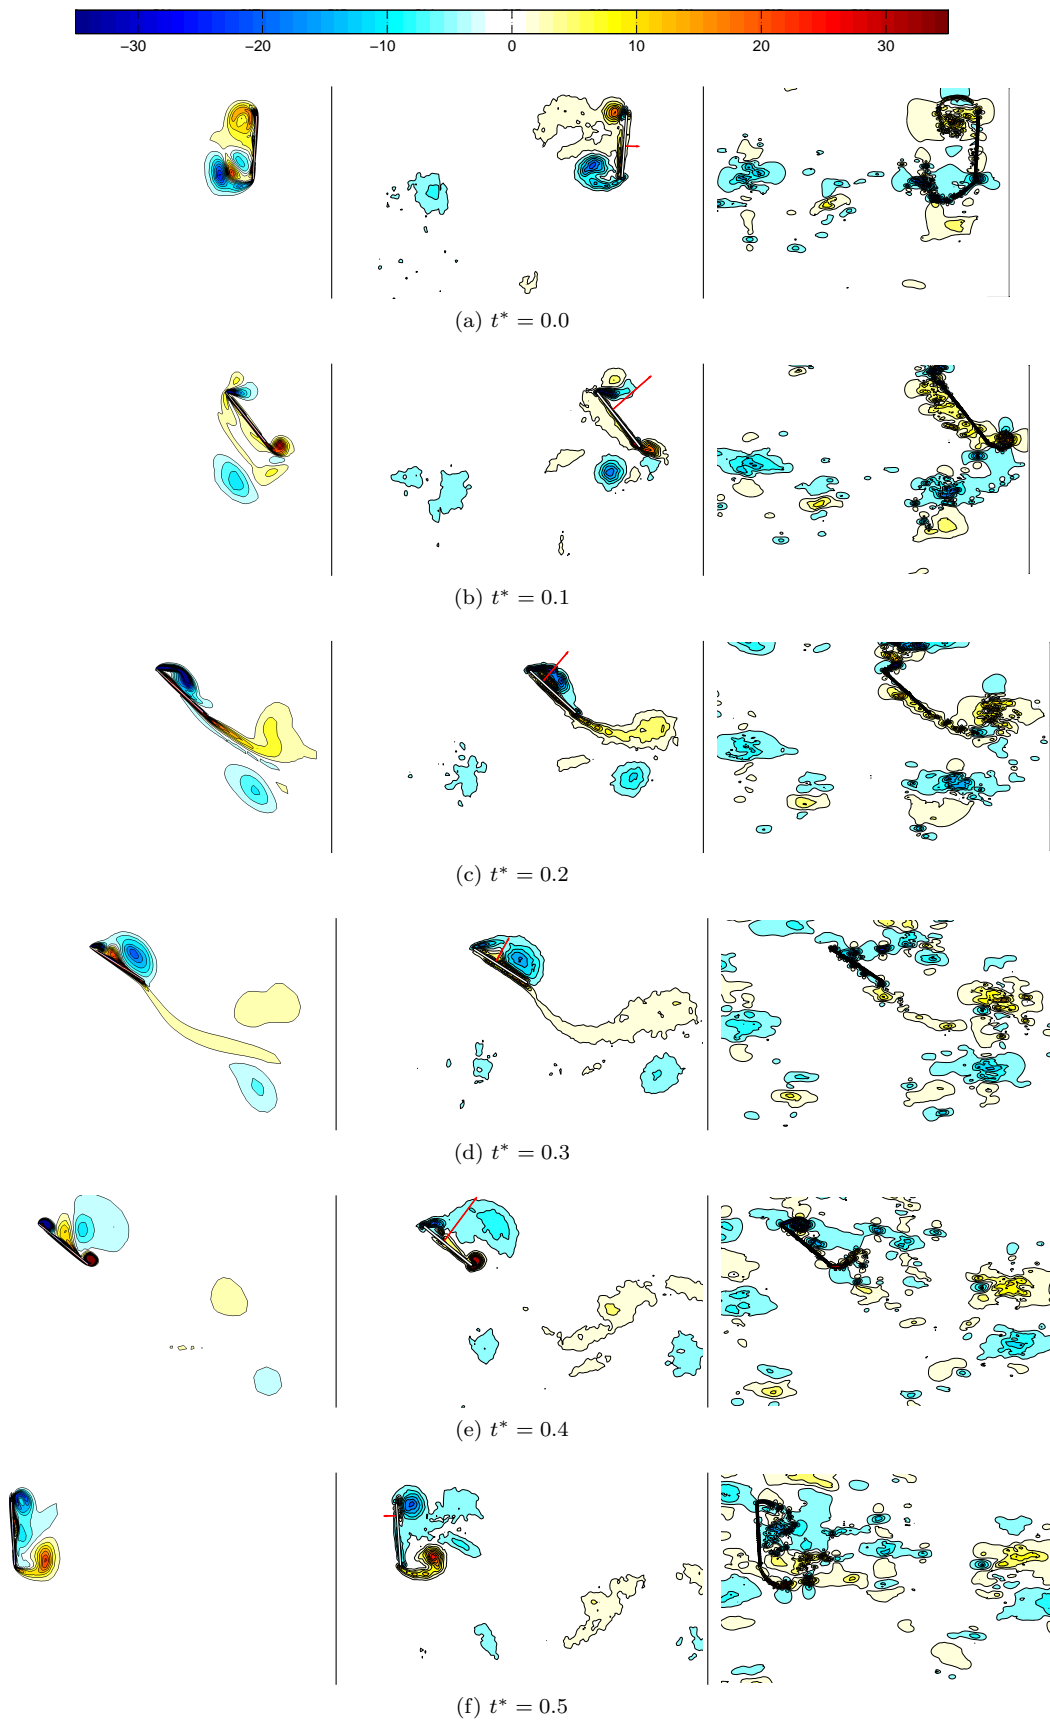 −30 −20 −10 0 10 20 30
(a) t* = 0.0
(b) t* = 0.1
(c) t* = 0.2
(d) t* = 0.3
(e) t* = 0.4
(f) t* = 0.5